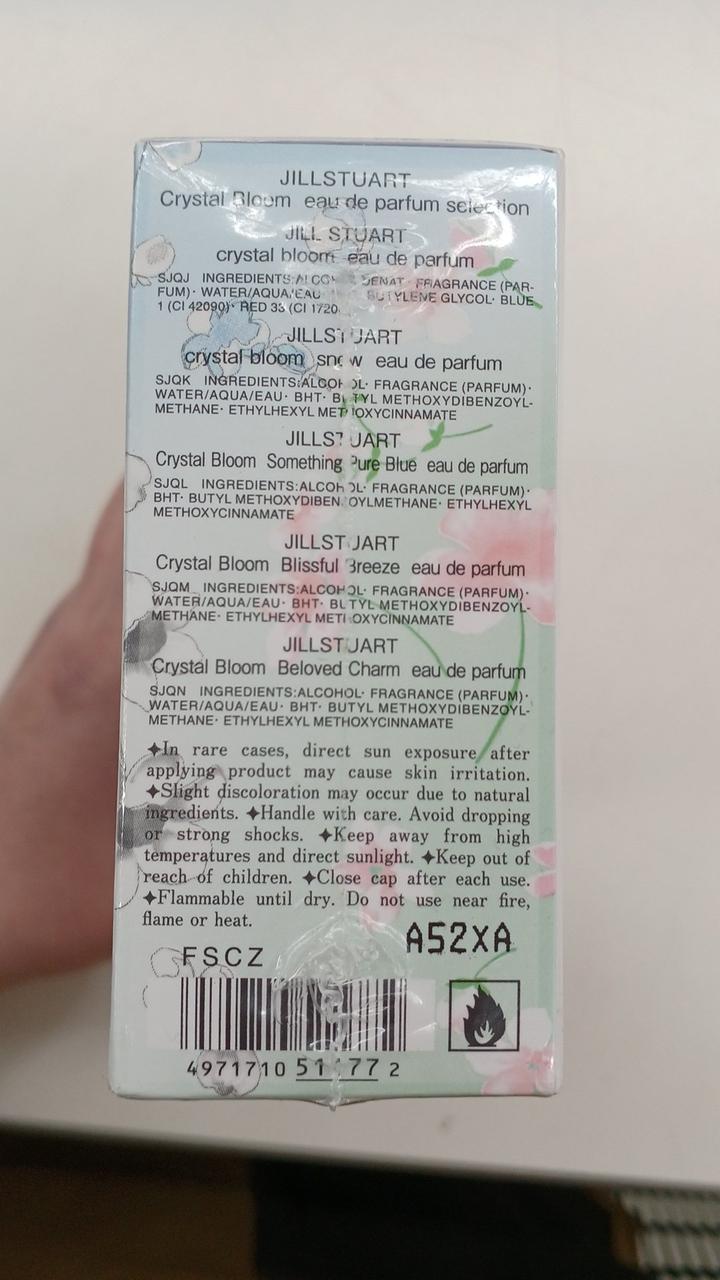 JILLSTUART
Crystal Bloom eau de parfum selection
JILL STUART
crystal bloom eau de parfum
SJQJ INGREDIENTS: DENAT· FRAGRANCE (PAR-
FUM)· WATER/AQUA/EAU· BUTYLENE GLYCOL· BLUE
1 (CI 42090)· RED 33 (CI
JILLSTUART
crystal bloom snow eau de parfum
SJQK INGREDIENTS:ALCOHOL· FRAGRANCE (PARFUM)·
WATER/AQUA/EAU· BHT· BUTYL METHOXYDIBENZOYL-
METHANE· ETHYLHEXYL METHOXYCINNAMATE
JILLSTUART
Crystal Bloom Something Pure Blue eau de parfum
SJQL INGREDIENTS:ALCOHOL· FRAGRANCE (PARFUM)·
BHT· BUTYL METHOXYDIBENZOYLMETHANE· ETHYLHEXYL
METHOXYCINNAMATE
JILLSTUART
Crystal Bloom Blissful Breeze eau de parfum
SJQM INGREDIENTS:ALCOHOL· FRAGRANCE (PARFUM)·
WATER/AQUA/EAU· BHT· BUTYL METHOXYDIBENZOYL-
METHANE· ETHYLHEXYL METHOXYCINNAMATE
JILLSTUART
Crystal Bloom Beloved Charm eau de parfum
SJQN INGREDIENTS:ALCOHOL· FRAGRANCE (PARFUM)·
WATER/AQUA/EAU· BHT· BUTYL METHOXYDIBENZOYL-
METHANE· ETHYLHEXYL METHOXYCINNAMATE
✦In rare cases, direct sun exposure after
applying product may cause skin irritation.
✦Slight discoloration may occur due to natural
ingredients. ✦Handle with care. Avoid dropping
or strong shocks. ✦Keep away from high
temperatures and direct sunlight. ✦Keep out of
reach of children. ✦Close cap after each use.
✦Flammable until dry. Do not use near fire,
flame or heat.
A52XA
FSCZ
4971710 2